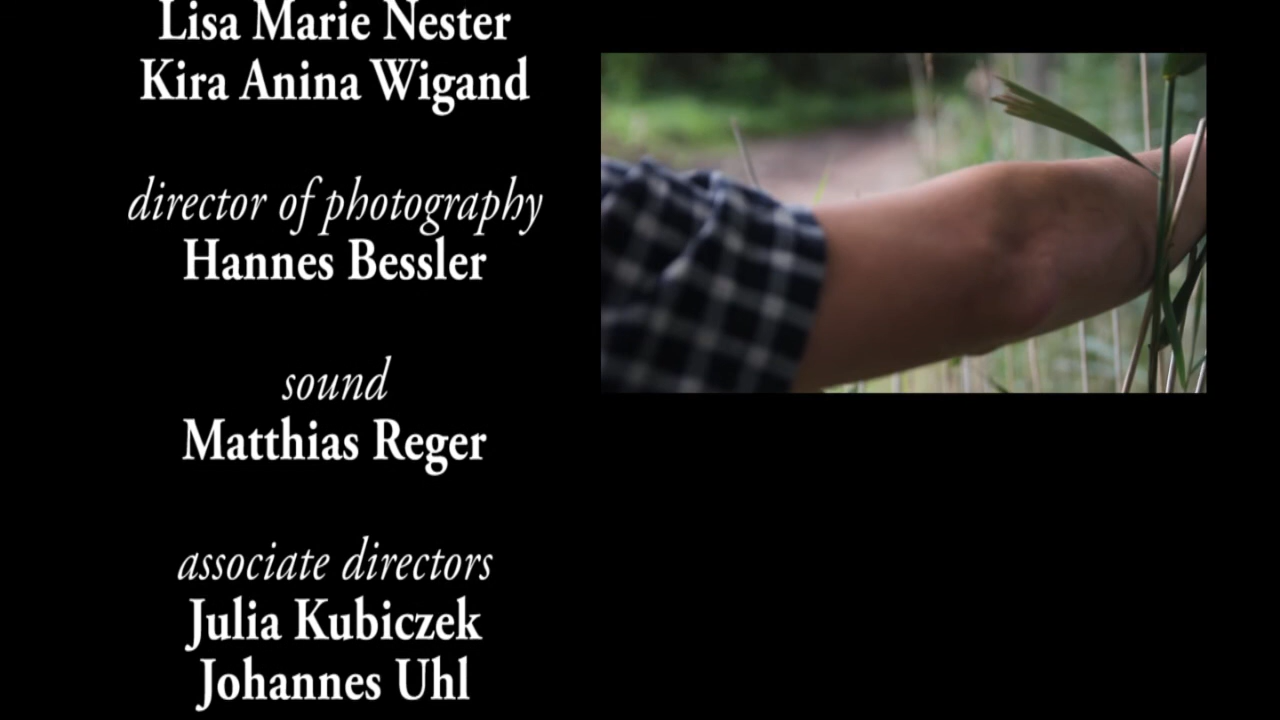 Lisa Marie Nester
Kira Anina Wigand
director of photography
Hannes Bessler
sound
Matthias Reger
associate directors
Julia Kubiczek
Johannes Uhl